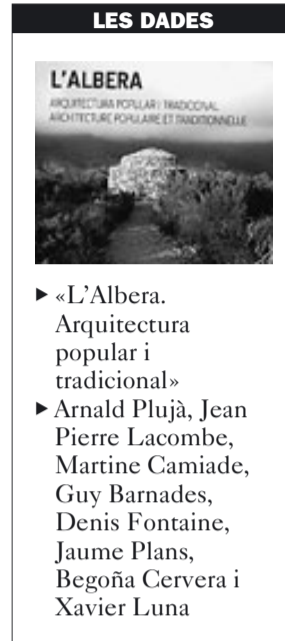 LES DADES
L'ALBERA
ARQUITECTURA POPULAR I TRADICIONAL
ARCHITECTURE POPULAIRE ET TRADITIONNELLE
▶ «L'Albera.
Arquitectura
popular i
tradicional»
▶ Arnald Plujà, Jean
Pierre Lacombe,
Martine Camiade,
Guy Barnades,
Denis Fontaine,
Jaume Plans,
Begoña Cervera i
Xavier Luna